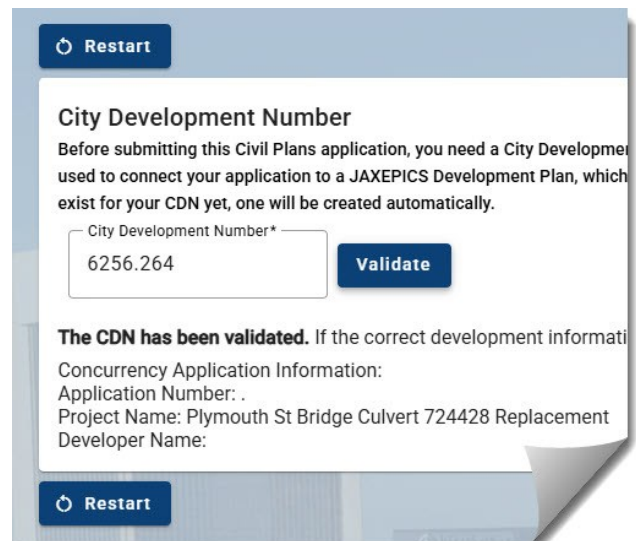 Restart
City Development Number
Before submitting this Civil Plans application, you need a City
used to connect your application to a JAXEPICS Development Plan, which
exist for your CDN yet, one will be created automatically.
City Development Number*
6256.264
Validate
The CDN has been validated. If the correct development
Concurrency Application Information:
Application Number: .
Project Name: Plymouth St Bridge Culvert 724428 Replacement
Developer Name:
Restart